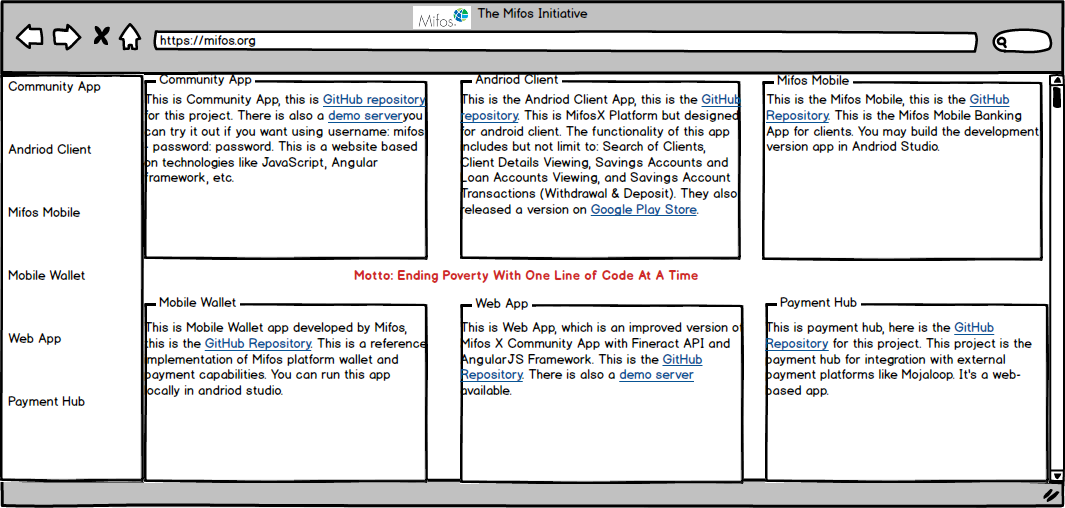 Mifos
The Mifos Initiative
https://mifos.org
Community App
Andriod Client
Mifos Mobile
Mobile Wallet
Web App
Payment Hub
Community App
This is Community App, this is GitHub repository
for this project. There is also a demo serveryou
can try it out if you want using username: mifos
- password: password. This is a website based
on technologies like JavaScript, Angular
framework, etc.
Andriod Client
This is the Andriod Client App, this is the GitHub
repository. This is MifosX Platform but designed
for android client. The functionality of this app
includes but not limit to: Search of Clients,
Client Details Viewing, Savings Accounts and
Loan Accounts Viewing, and Savings Account
Transactions (Withdrawal & Deposit). They also
released a version on Google Play Store.
Mifos Mobile
This is the Mifos Mobile, this is the GitHub
Repository. This is the Mifos Mobile Banking
App for clients. You may build the development
version app in Andriod Studio.
Motto: Ending Poverty With One Line of Code At A Time
Mobile Wallet
This is Mobile Wallet app developed by Mifos,
this is the GitHub Repository. This is a reference
implementation of Mifos platform wallet and
payment capabilities. You can run this app
locally in andriod studio.
Web App
This is Web App, which is an improved version of
Mifos X Community App with Fineract API and
AngularJS Framework. This is the GitHub
Repository. There is also a demo server
available.
Payment Hub
This is payment hub, here is the GitHub
Repository for this project. This project is the
payment hub for integration with external
payment platforms like Mojaloop. It's a web-
based app.